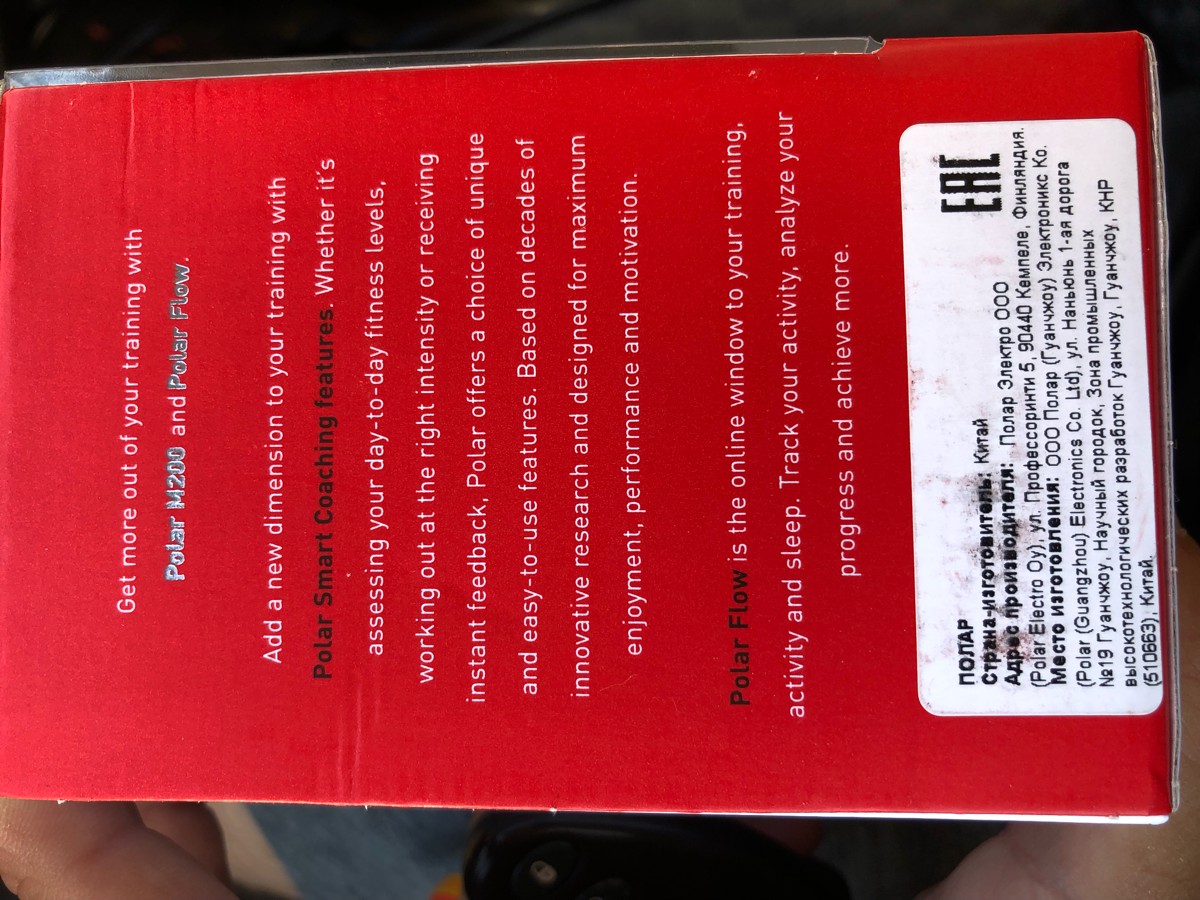 Get more out of your training with
Polar M200 and Polar Flow.
Add a new dimension to your training with
Polar Smart Coaching features. Whether it´s
assessing your day-to-day fitness levels,
working out at the right intensity or receiving
instant feedback, Polar offers a choice of unique
and easy-to-use features. Based on decades of
innovative research and designed for maximum
enjoyment, performance and motivation.
Polar Flow is the online window to your training,
activity and sleep. Track your activity, analyze your
progress and achieve more.
EAC
ПОЛАР
Страна-изготовитель: Китай
Адрес производителя: Полар Электро ООО
(Polar Electro Oy), ул. Профессоринти 5, 90440 Кемпеле, Финляндия.
Место изготовления: ООО Полар (Гуанчжоу) Электроникс Ко.
(Polar (Guangzhou) Electronics Co. Ltd), ул. Наньюнь 1-ая дорога
№19 Гуанчжоу, Научный городок, Зона промышленных
высокотехнологических разработок Гуанчжоу, Гуанчжоу, КНР
(510663), Китай.